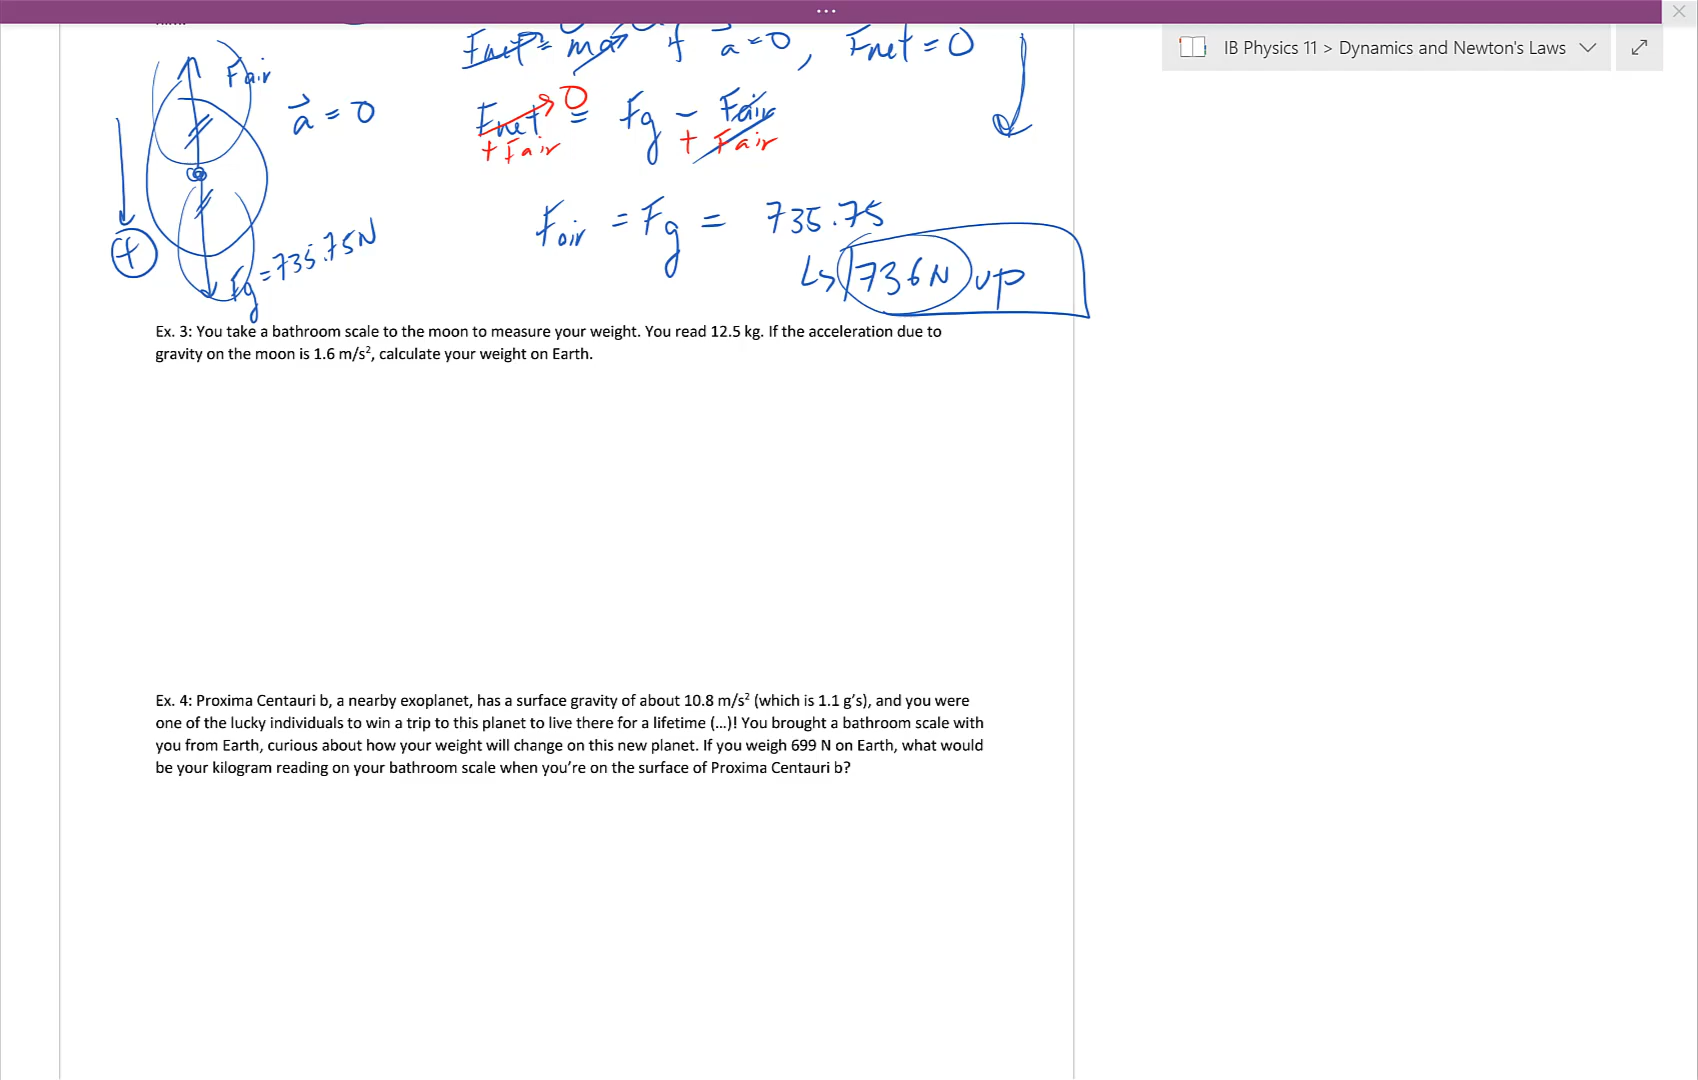 ...
IB Physics 11 > Dynamics and Newton's Laws
Fnet = ma if a = 0, Fnet = 0
Fair
a = 0
Fnet → 0 = Fg - Fair
+ Fair + Fair
Fair = Fg = 735.75
+
Fg = 735.75N
↳ 736N up
Ex. 3: You take a bathroom scale to the moon to measure your weight. You read 12.5 kg. If the acceleration due to
gravity on the moon is 1.6 m/s², calculate your weight on Earth.
Ex. 4: Proxima Centauri b, a nearby exoplanet, has a surface gravity of about 10.8 m/s² (which is 1.1 g’s), and you were
one of the lucky individuals to win a trip to this planet to live there for a lifetime (…)! You brought a bathroom scale with
you from Earth, curious about how your weight will change on this new planet. If you weigh 699 N on Earth, what would
be your kilogram reading on your bathroom scale when you’re on the surface of Proxima Centauri b?